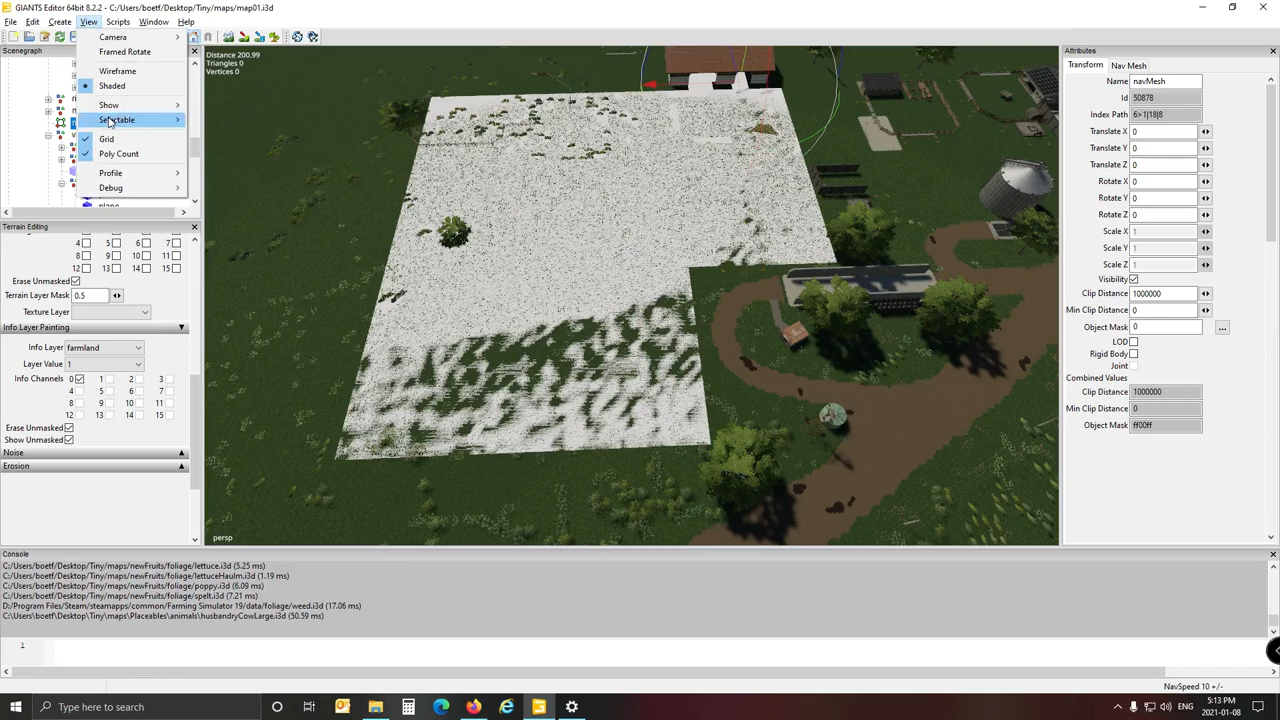 GIANTS Editor 64bit 8.2.2 - C:/Users/boetf/Desktop/Tiny/maps/map01.i3d
File Edit Create View Scripts Window Help
Scenegraph
Camera
Framed Rotate
Wireframe
Shaded
Show
Selectable
Grid
Poly Count
Profile
Debug
Distance 200.99
Triangles 0
Vertices 0
persp
Terrain Editing
4 5 6 7
8 9 10 11
12 13 14 15
Erase Unmasked
Terrain Layer Mask 0.5
Texture Layer
Info Layer Painting
Info Layer farmland
Layer Value 1
Info Channels 0 1 2 3
4 5 6 7
8 9 10 11
12 13 14 15
Erase Unmasked
Show Unmasked
Noise
Erosion
Attributes
Transform Nav Mesh
Name navMesh
Id 50878
Index Path 6>1|18|8
Translate X 0
Translate Y 0
Translate Z 0
Rotate X 0
Rotate Y 0
Rotate Z 0
Scale X 1
Scale Y 1
Scale Z 1
Visibility
Clip Distance 1000000
Min Clip Distance 0
Object Mask 0 ...
LOD
Rigid Body
Joint
Combined Values
Clip Distance 1000000
Min Clip Distance 0
Object Mask ff00ff
Console
C:/Users/boetf/Desktop/Tiny/maps/newFruits/foliage/lettuce.i3d (5.25 ms)
C:/Users/boetf/Desktop/Tiny/maps/newFruits/foliage/lettuceHaulm.i3d (1.19 ms)
C:/Users/boetf/Desktop/Tiny/maps/newFruits/foliage/poppy.i3d (6.09 ms)
C:/Users/boetf/Desktop/Tiny/maps/newFruits/foliage/spelt.i3d (7.21 ms)
D:/Program Files/Steam/steamapps/common/Farming Simulator 19/data/foliage/weed.i3d (17.06 ms)
C:\Users\boetf\Desktop\Tiny\maps\Placeables\animals\husbandryCowLarge.i3d (50.59 ms)
1
NavSpeed 10 +/-
Type here to search
ENG
5:13 PM
2021-01-08